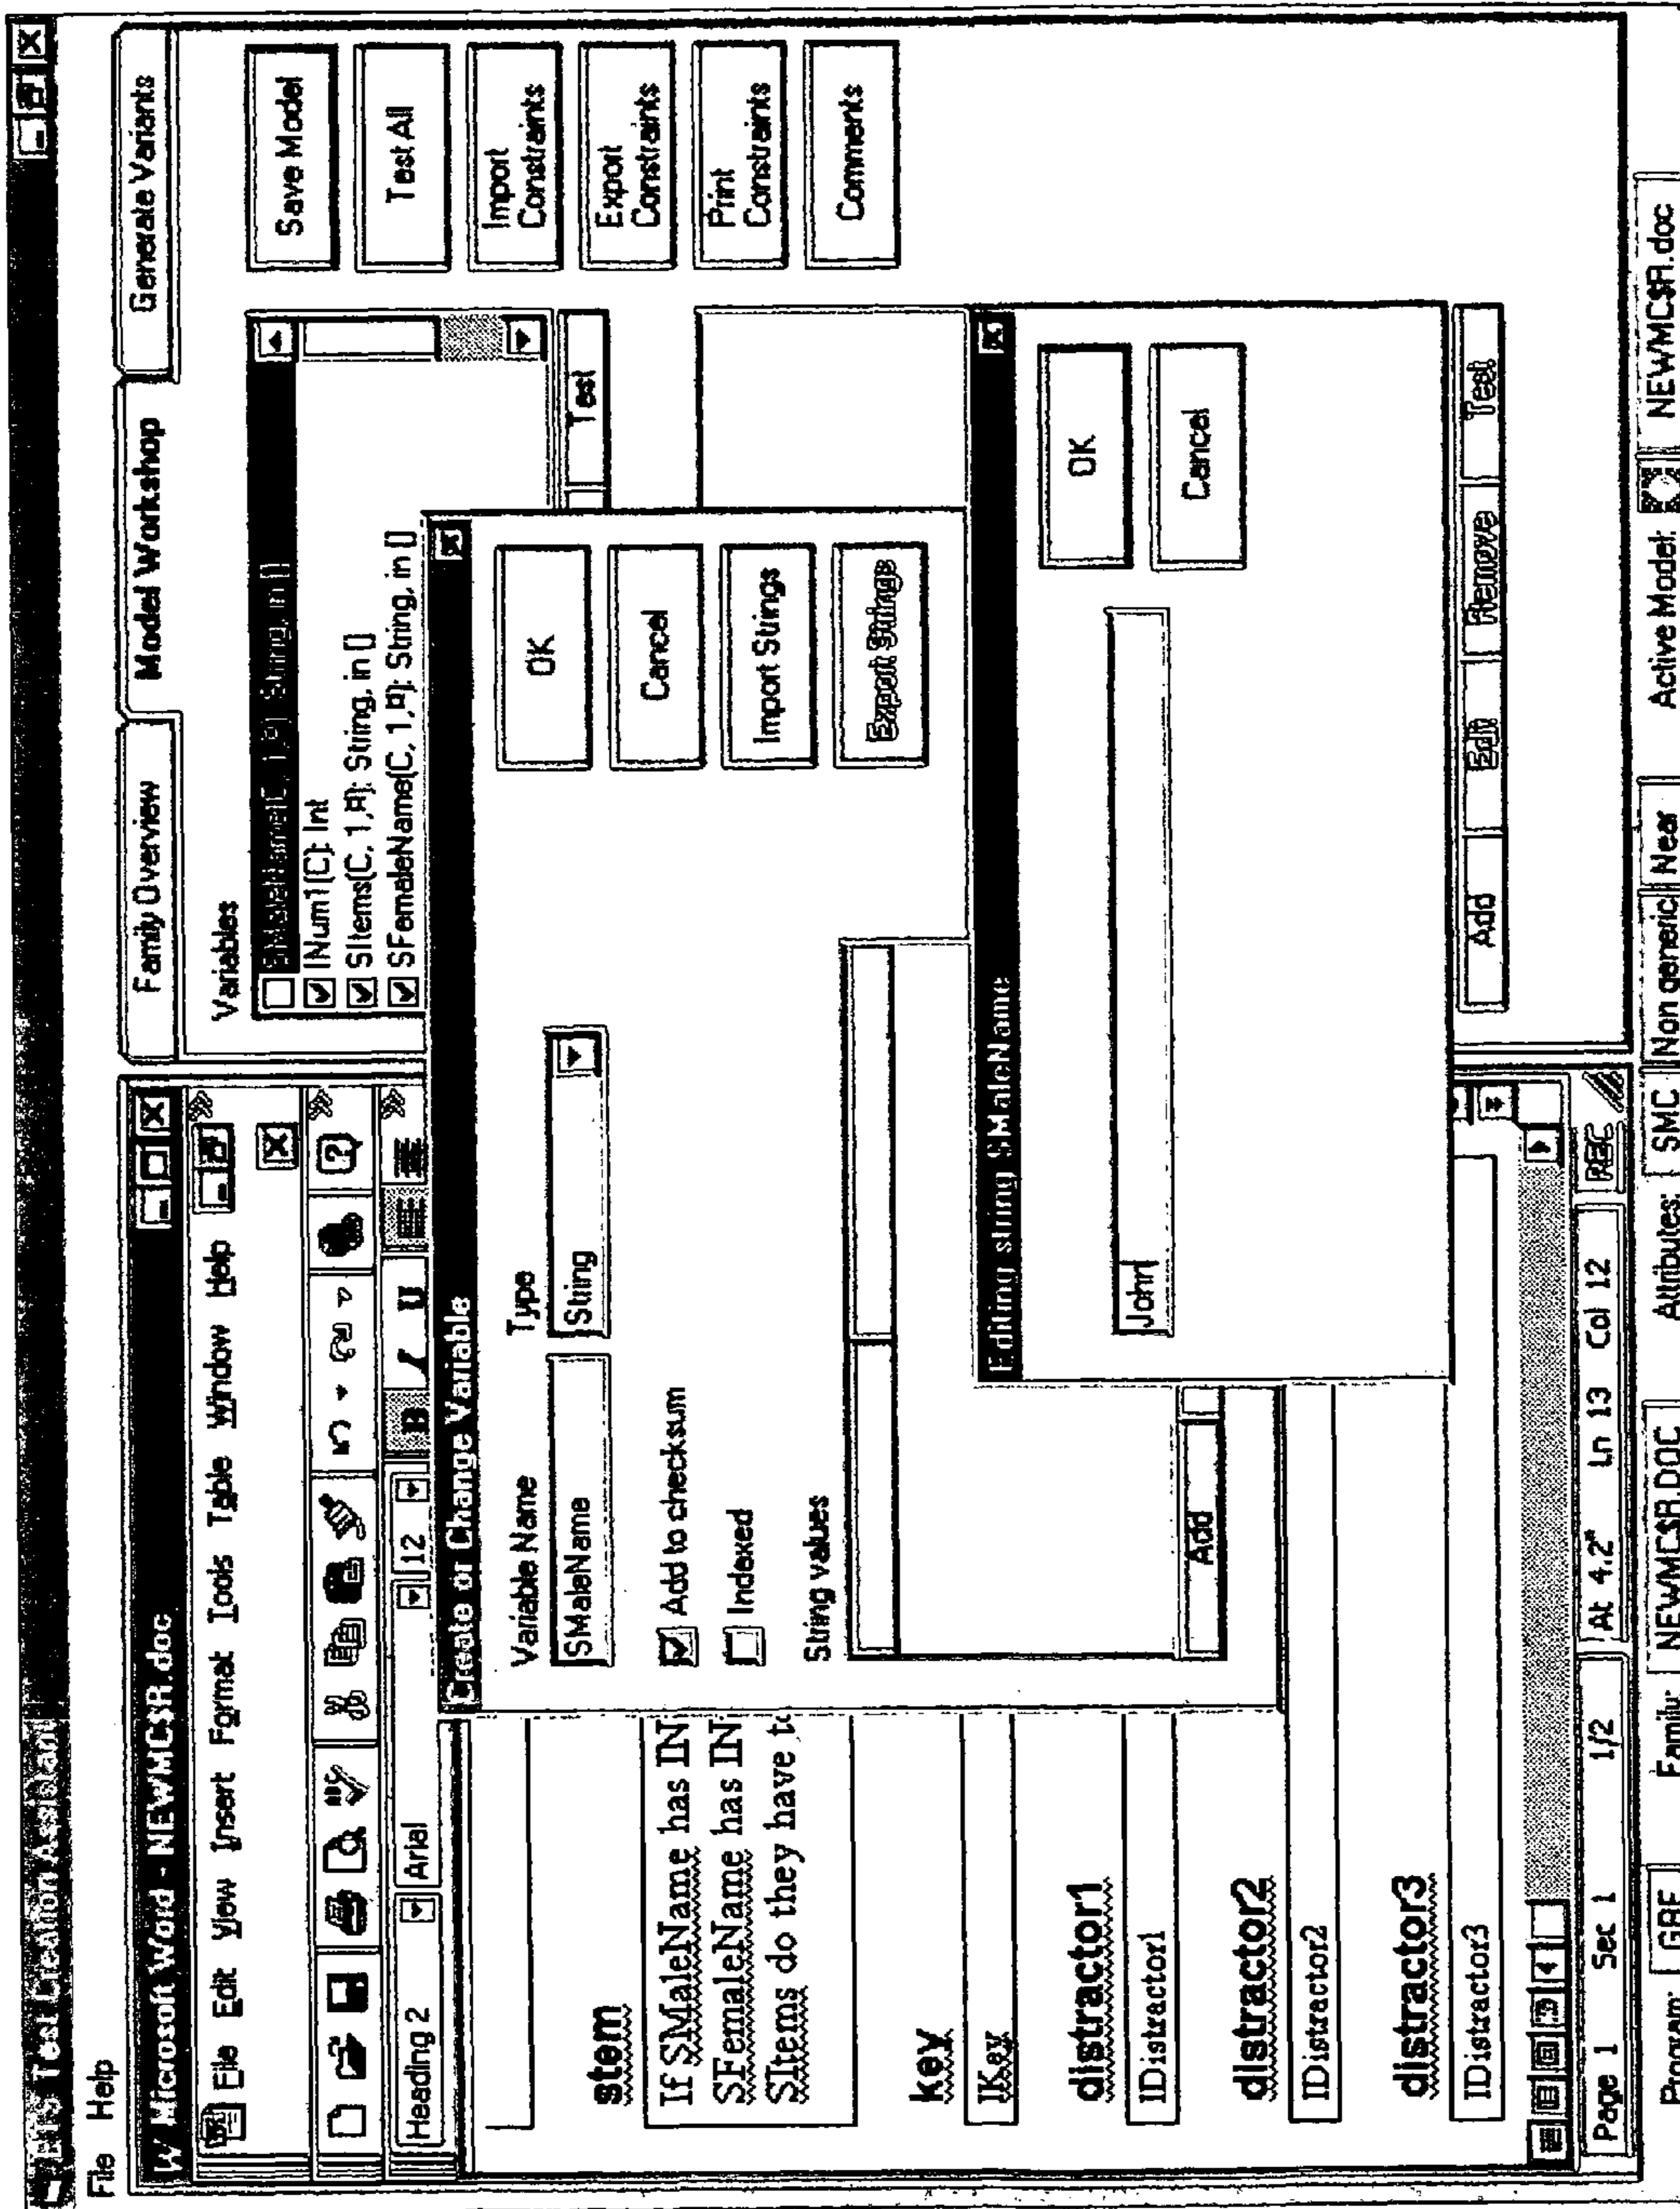 Test Creation Assistant
File Help
Microsoft Word - NEWMC$R.doc
File Edit View Insert Format Tools Table Window Help
Heading 2 Arial 12 B I U
stem
If SMaleName has IN
SFemaleName has IN
SItems do they have to
key
IKey
distractor1
IDistractor1
distractor2
IDistractor2
distractor3
IDistractor3
Page 1 Sec 1 1/2 At 4.2" Ln 13 Col 12 REC
Family Overview
Model Workshop
Generate Variants
Variables
INum1(C): Int
SItems(C, 1,A): String, in []
SFemaleName(C, 1,A): String, in []
Test
Save Model
Test All
Import
Constraints
Export
Constraints
Print
Constraints
Comments
Create or Change Variable
Variable Name Type
SMaleName String
Add to checksum
Indexed
String values
Add
OK
Cancel
Import Strings
Export Strings
Editing string SMaleName
John
OK
Cancel
Add Edit Remove Test
Program: GRE Family: NEWMC$R.DOC Attributes: SMC Non generic Near Active Model: NEWMC$R.doc